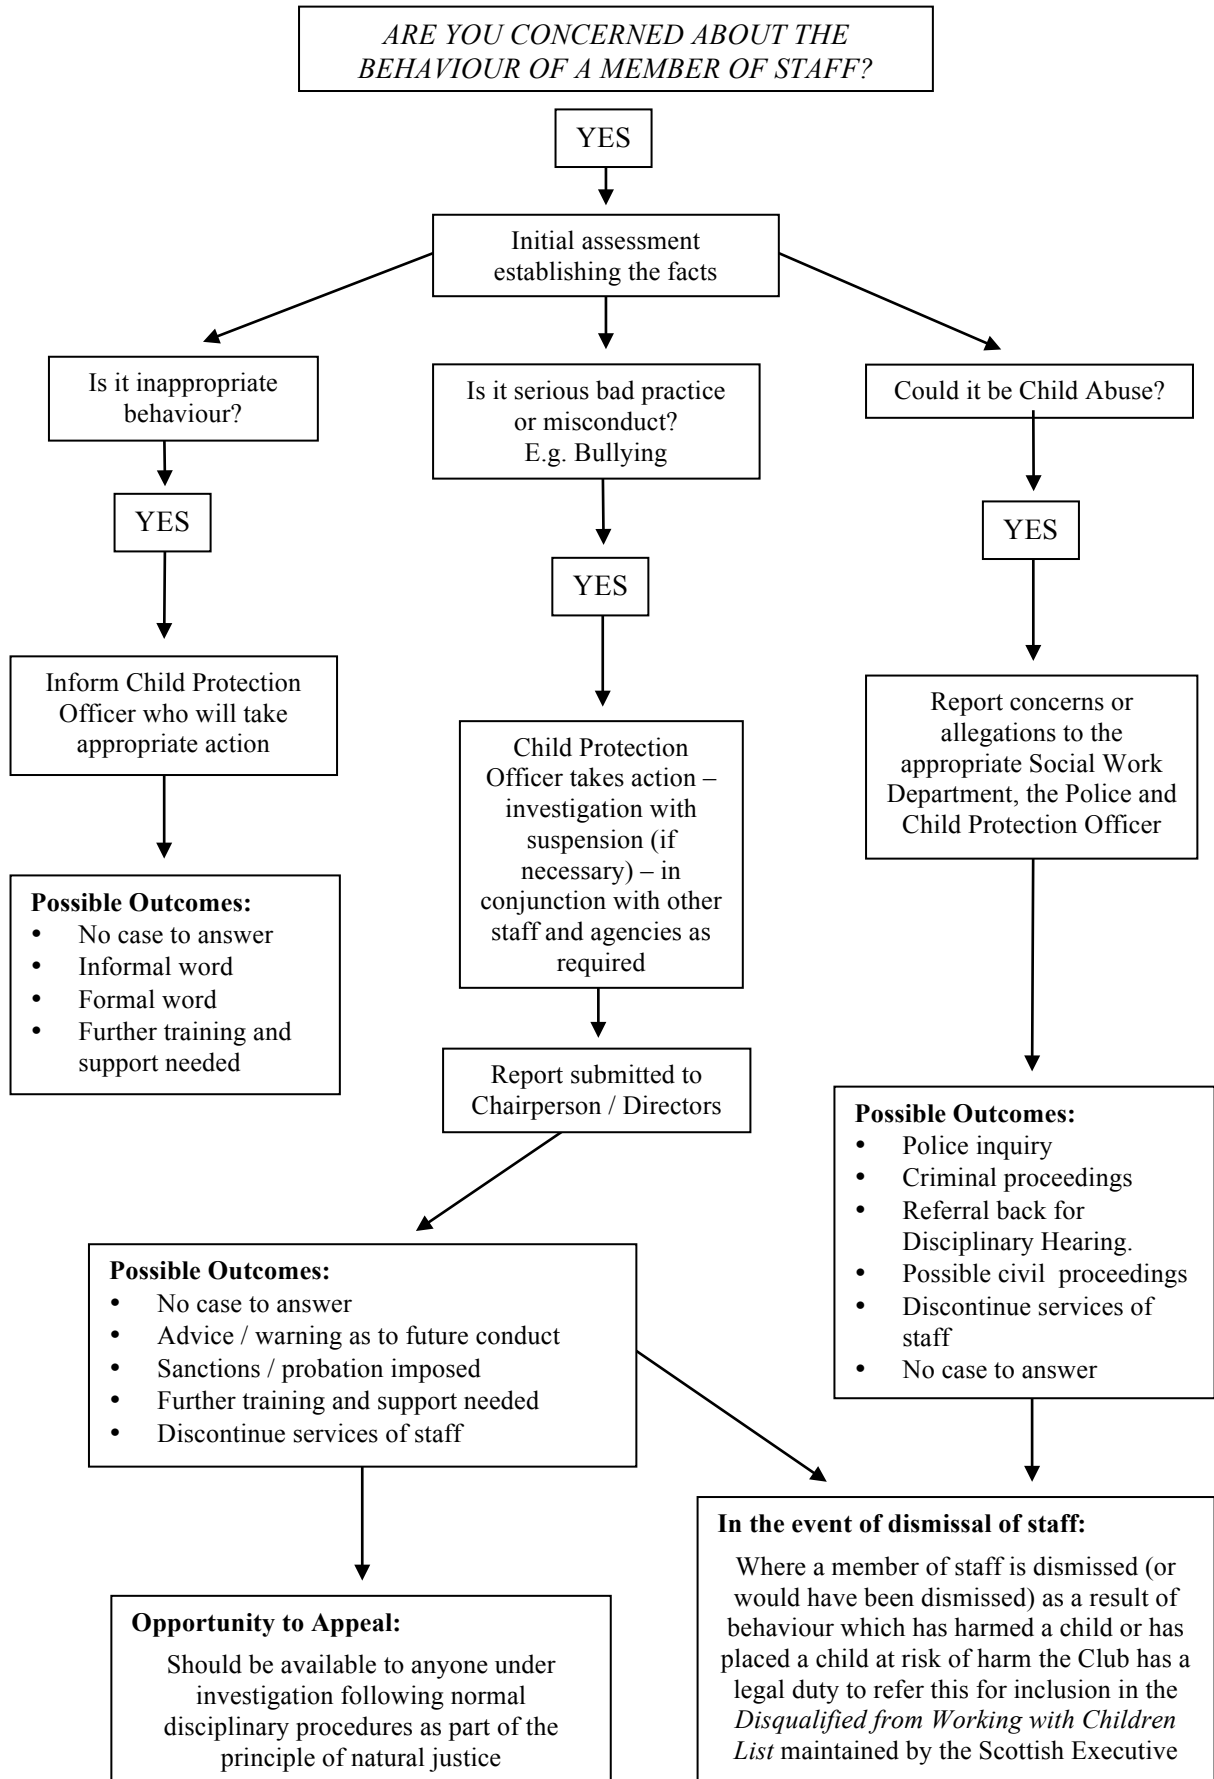 ARE YOU CONCERNED ABOUT THE
BEHAVIOUR OF A MEMBER OF STAFF?
YES
Initial assessment
establishing the facts
Is it inappropriate
behaviour?
YES
Inform Child Protection
Officer who will take
appropriate action
Possible Outcomes:
• No case to answer
• Informal word
• Formal word
• Further training and
support needed
Is it serious bad practice
or misconduct?
E.g. Bullying
YES
Child Protection
Officer takes action –
investigation with
suspension (if
necessary) – in
conjunction with other
staff and agencies as
required
Report submitted to
Chairperson / Directors
Possible Outcomes:
• No case to answer
• Advice / warning as to future conduct
• Sanctions / probation imposed
• Further training and support needed
• Discontinue services of staff
Opportunity to Appeal:
Should be available to anyone under
investigation following normal
disciplinary procedures as part of the
principle of natural justice
Could it be Child Abuse?
YES
Report concerns or
allegations to the
appropriate Social Work
Department, the Police and
Child Protection Officer
Possible Outcomes:
• Police inquiry
• Criminal proceedings
• Referral back for
Disciplinary Hearing.
• Possible civil  proceedings
• Discontinue services of
staff
• No case to answer
In the event of dismissal of staff:
Where a member of staff is dismissed (or
would have been dismissed) as a result of
behaviour which has harmed a child or has
placed a child at risk of harm the Club has a
legal duty to refer this for inclusion in the
Disqualified from Working with Children
List maintained by the Scottish Executive